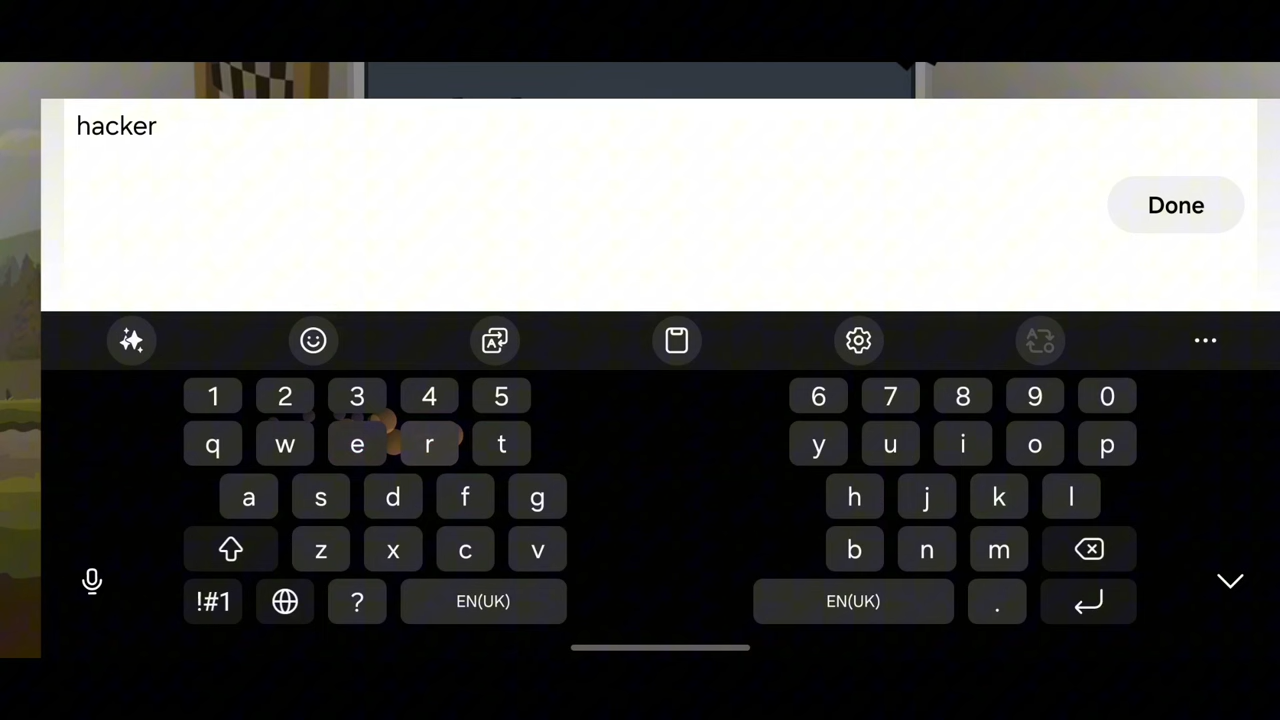 hacker
Done
1 2 3 4 5 6 7 8 9 0
q w e r t y u i o p
a s d f g h j k l
z x c v b n m
!#1 ? EN(UK) EN(UK) .